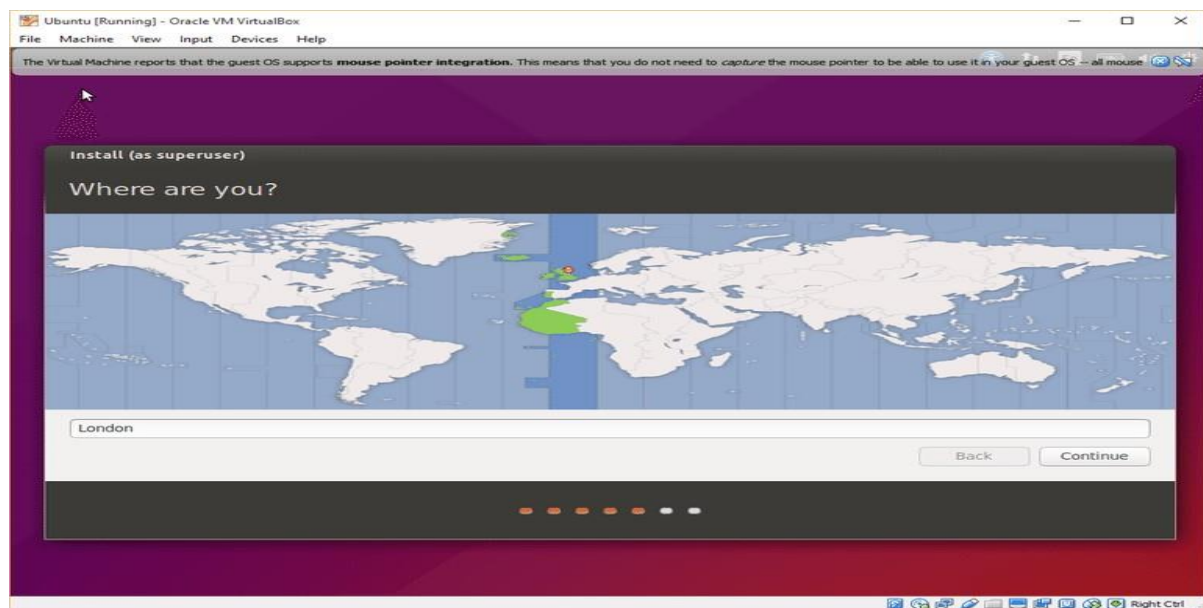 Ubuntu [Running] - Oracle VM VirtualBox
File Machine View Input Devices Help
The Virtual Machine reports that the guest OS supports mouse pointer integration. This means that you do not need to capture the mouse pointer to be able to use it in your guest OS -- all mouse
Install (as superuser)
Where are you?
London
Back Continue
Right Ctrl